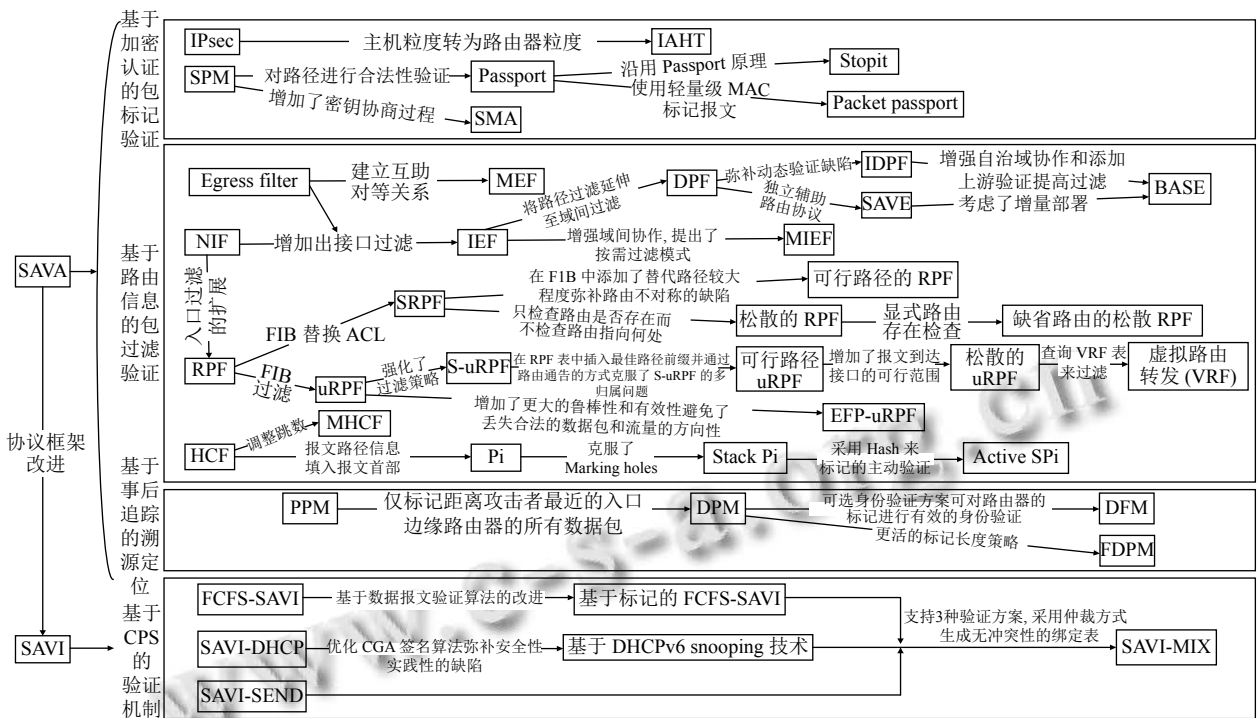 SAVA
协议框架
改进
SAVI
基于
加密
认证
的包
标记
验证
IPsec
主机粒度转为路由器粒度
IAHT
SPM
对路径进行合法性验证
Passport
沿用 Passport 原理
Stopit
使用轻量级 MAC
标记报文
Packet passport
增加了密钥协商过程
SMA
基于
路由
信息
的包
过滤
验证
Egress filter
建立互助
对等关系
MEF
将路径过滤延伸
至域间过滤
DPF
弥补动态验证缺陷
IDPF
增强自治域协作和添加
上游验证提高过滤
BASE
独立辅助
路由协议
SAVE
考虑了增量部署
NIF
增加出接口过滤
IEF
增强域间协作, 提出了
按需过滤模式
MIEF
入口过滤
的扩展
FIB 替换 ACL
SRPF
在 F1B 中添加了替代路径较大
程度弥补路由不对称的缺陷
可行路径的 RPF
只检查路由是否存在而
不检查路由指向何处
松散的 RPF
显式路由
存在检查
缺省路由的松散 RPF
RPF
FIB
过滤
uRPF
强化了
过滤策略
S-uRPF
在 RPF 表中插入最佳路径前缀并通过
路由通告的方式克服了 S-uRPF 的多
归属问题
可行路径
uRPF
增加了报文到达
接口的可行范围
松散的
uRPF
查询 VRF 表
来过滤
虚拟路由
转发 (VRF)
增加了更大的鲁棒性和有效性避免了
丢失合法的数据包和流量的方向性
EFP-uRPF
HCF
调整跳数
MHCF
报文路径信息
填入报文首部
Pi
克服了
Marking holes
Stack Pi
采用 Hash 来
标记的主动验证
Active SPi
基于
事后
追踪
的溯
源定
位
PPM
仅标记距离攻击者最近的入口
边缘路由器的所有数据包
DPM
可选身份验证方案可对路由器的
标记进行有效的身份验证
DFM
更活的标记长度策略
FDPM
基于
CPS
的
验证
机制
FCFS-SAVI
基于数据报文验证算法的改进
基于标记的 FCFS-SAVI
SAVI-DHCP
优化 CGA 签名算法弥补安全性
实践性的缺陷
基于 DHCPv6 snooping 技术
支持3种验证方案, 采用仲裁方式
生成无冲突性的绑定表
SAVI-MIX
SAVI-SEND
www.c-s-a.org.cn